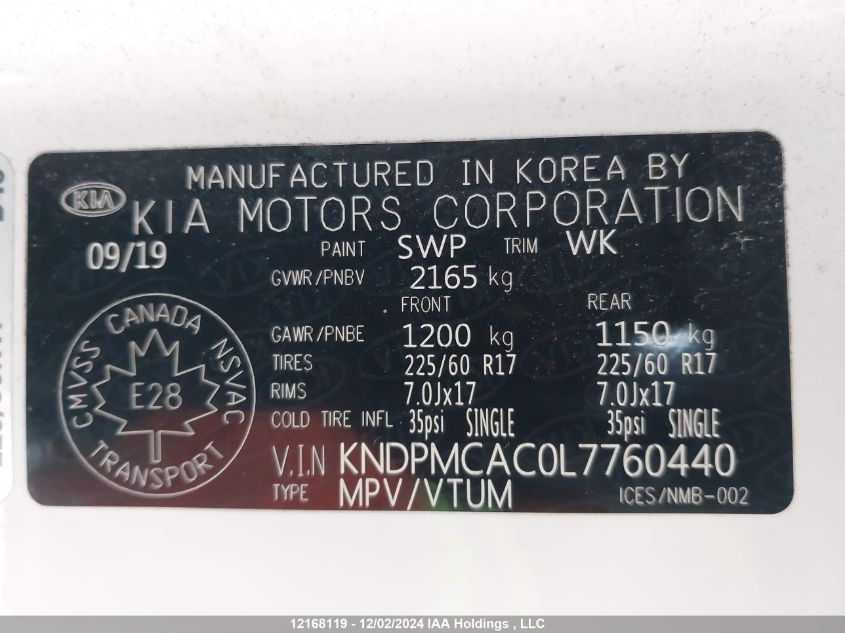 MANUFACTURED IN KOREA BY
KIA
KIA MOTORS CORPORATION
09/19 PAINT SWP TRIM WK
GVWR/PNBV 2165 kg
FRONT REAR
GAWR/PNBE 1200 kg 1150 kg
TIRES 225/60 R17 225/60 R17
RIMS 7.0Jx17 7.0Jx17
COLD TIRE INFL 35psi SINGLE 35psi SINGLE
V.I.N KNDPMCAC0L7760440
TYPE MPV/VTUM ICES/NMB-002
CANADA
CMVSS NSVAC
E28
TRANSPORT
12168119 - 12/02/2024 IAA Holdings , LLC